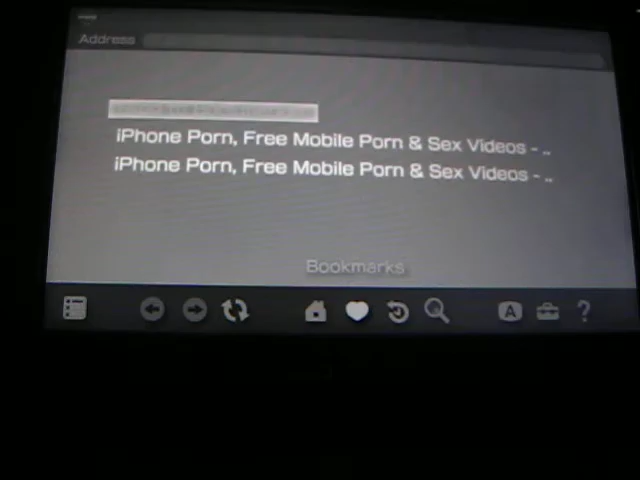 Address
iPhone Porn, Free Mobile Porn & Sex Videos - ..
iPhone Porn, Free Mobile Porn & Sex Videos - ..
Bookmarks
A
?